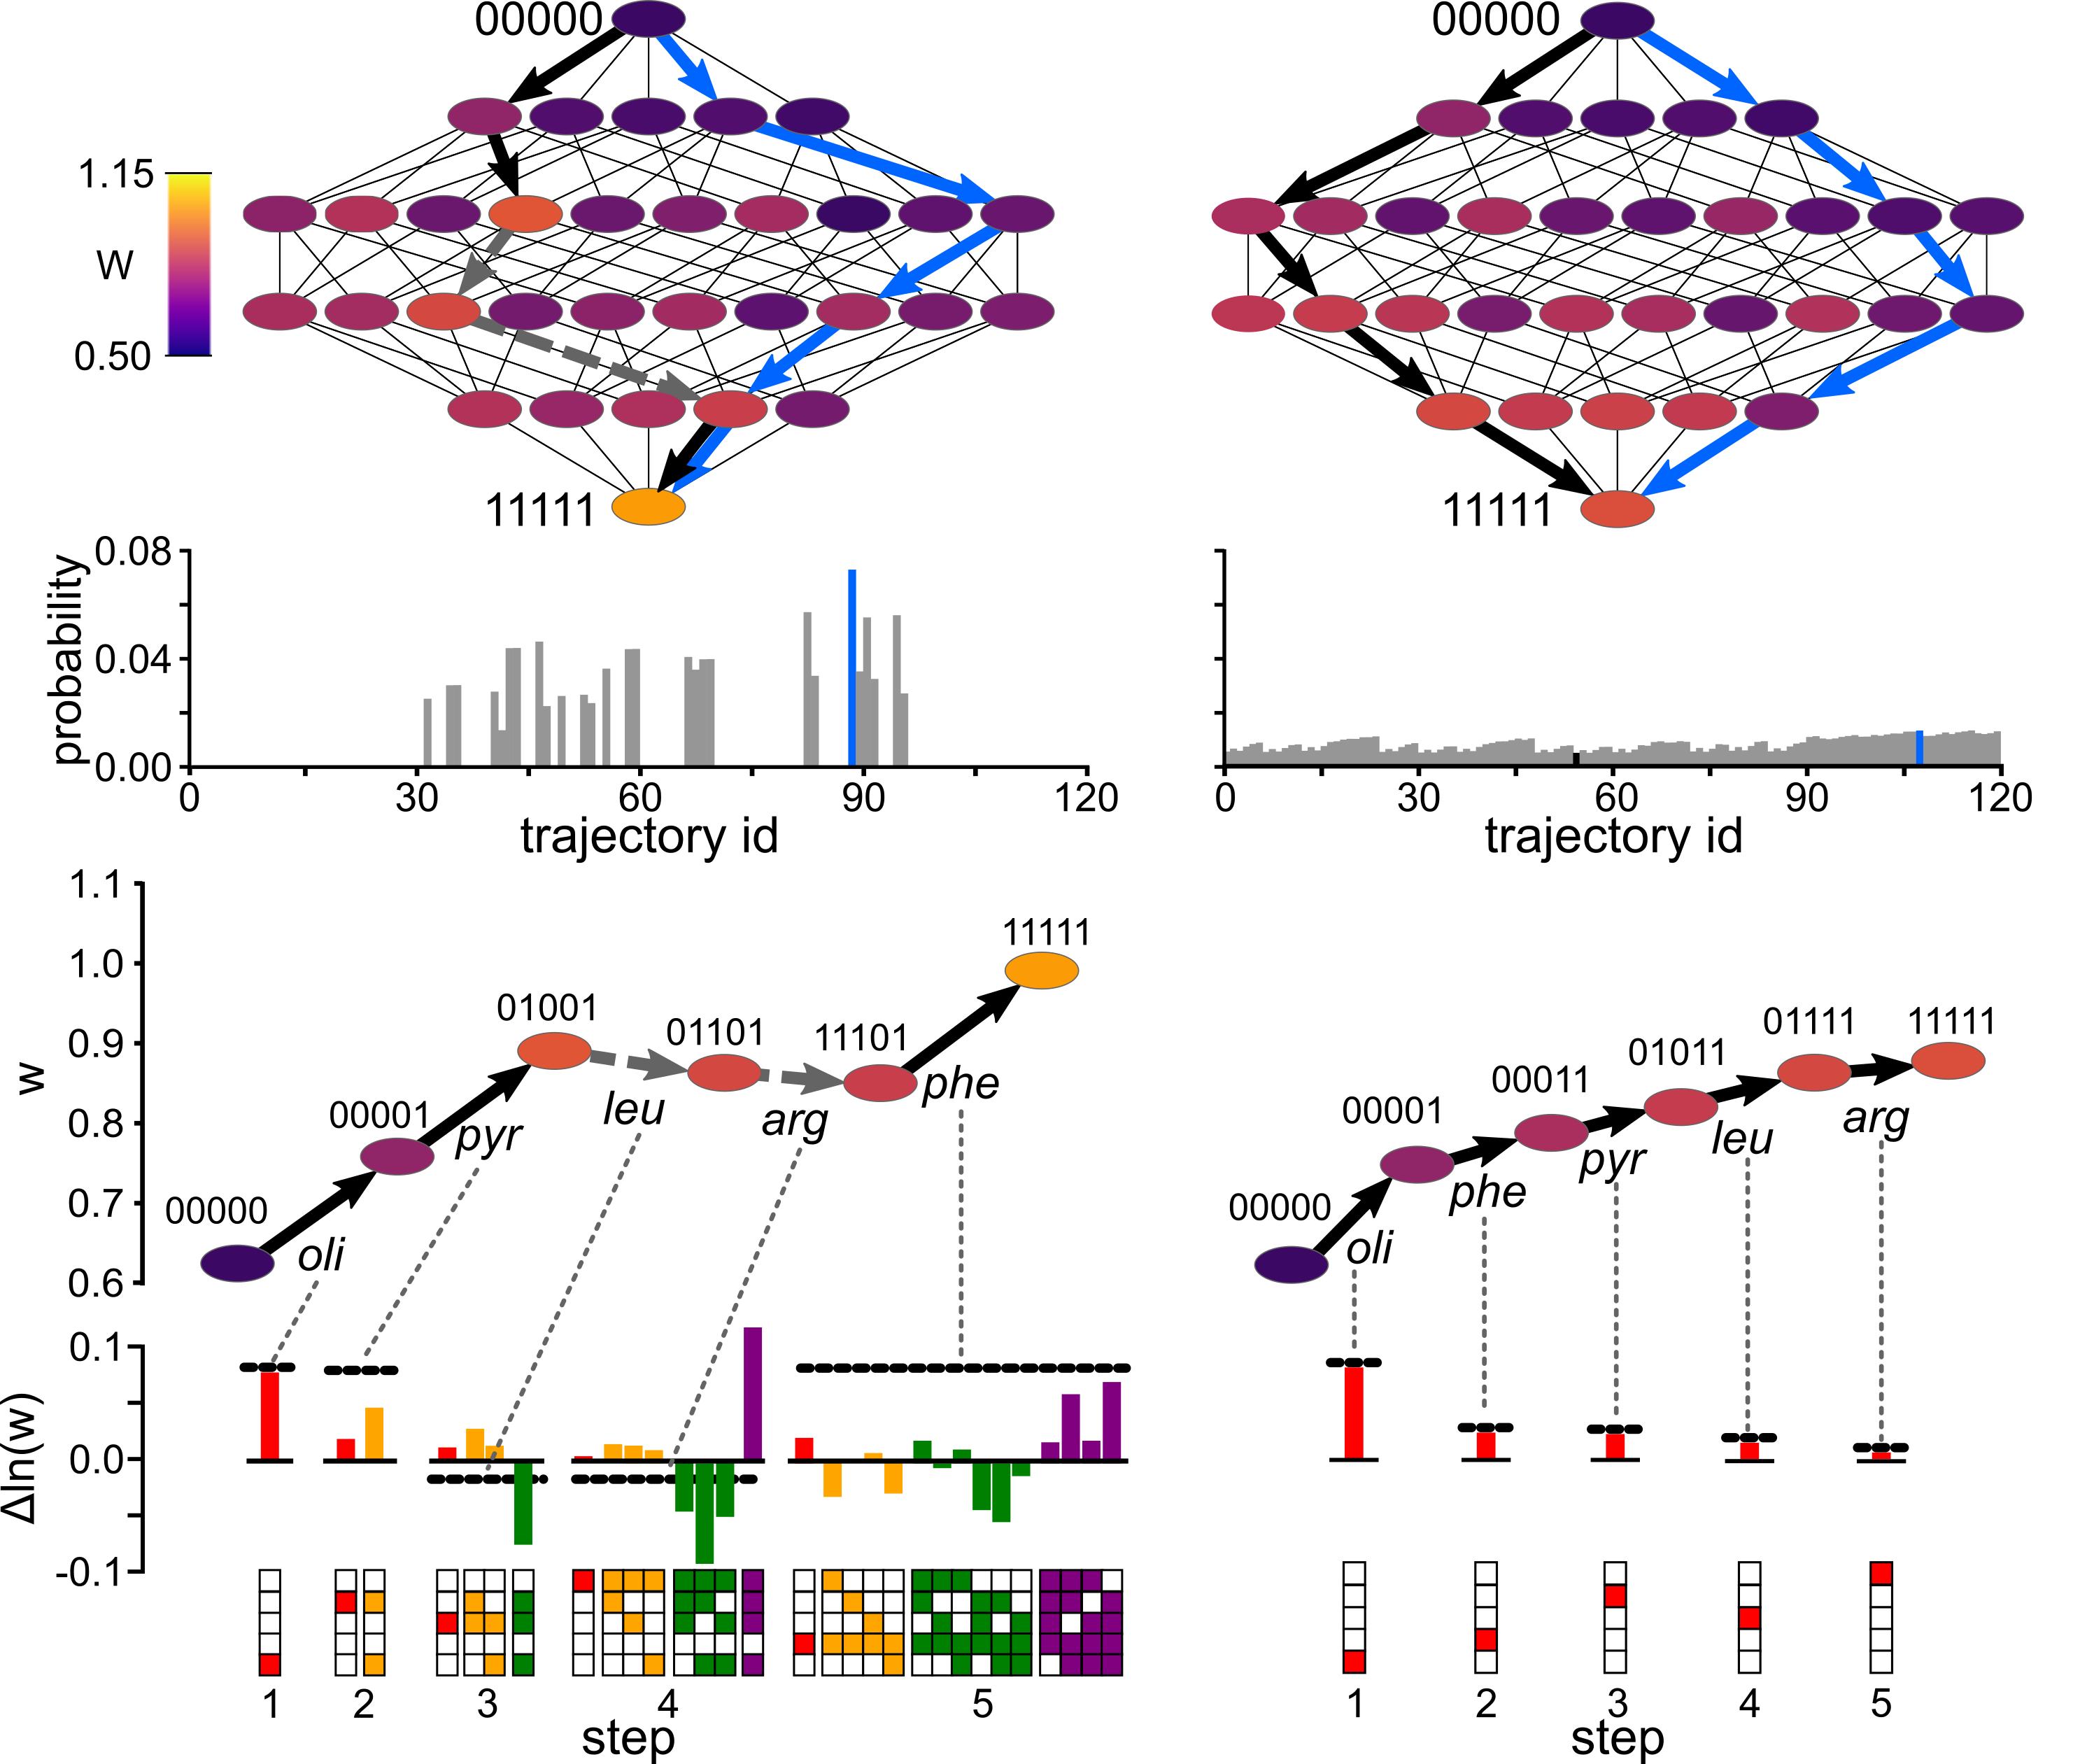 00000
00000
1.15
W
0.50
11111
11111
0.08
0.04
0.00
probability
0 30 60 90 120
trajectory id
0 30 60 90 120
trajectory id
1.1
1.0
0.9
0.8
0.7
0.6
w
00000
oli
00001
pyr
01001
leu
01101
arg
11101
phe
11111
00000
oli
00001
phe
00011
pyr
01011
leu
01111
arg
11111
0.1
0.0
-0.1
Δln(w)
1 2 3 4 5
step
1 2 3 4 5
step